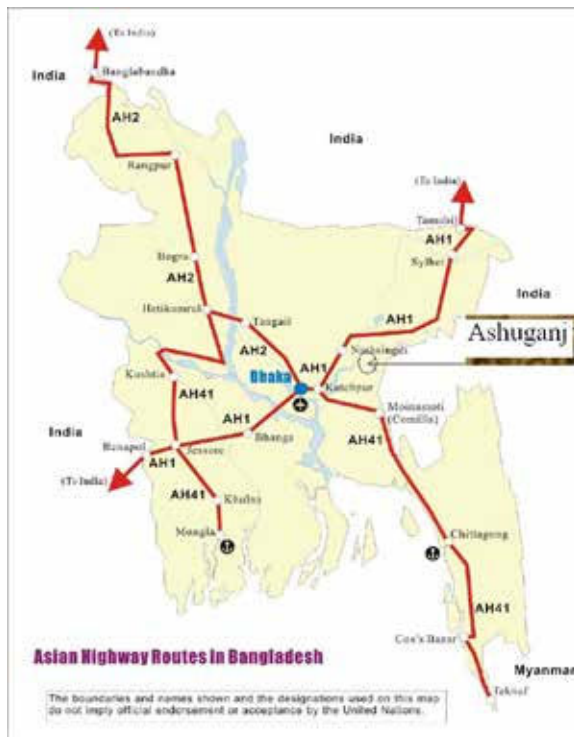 (To India)
India
Banglabandha
AH2
India
Rangpur
(To India)
Tamabil
AH1
Sylhet
Bogra
AH2
India
Hatikamrul
AH1
Tangail
Ashuganj
AH2
Narsingdi
AH1
Kushtia
Dhaka
Katchpur
AH41
Moinamoti
(Comilla)
AH1
India
Bhanga
AH41
Benapol
AH1
Jessore
(To India)
AH41
Khulna
Mongla
Chittagong
AH41
Cox's Bazar
Asian Highway Routes in Bangladesh
Myanmar
Teknaf
The boundaries and names shown and the designations used on this map
do not imply official endorsement or acceptance by the United Nations.